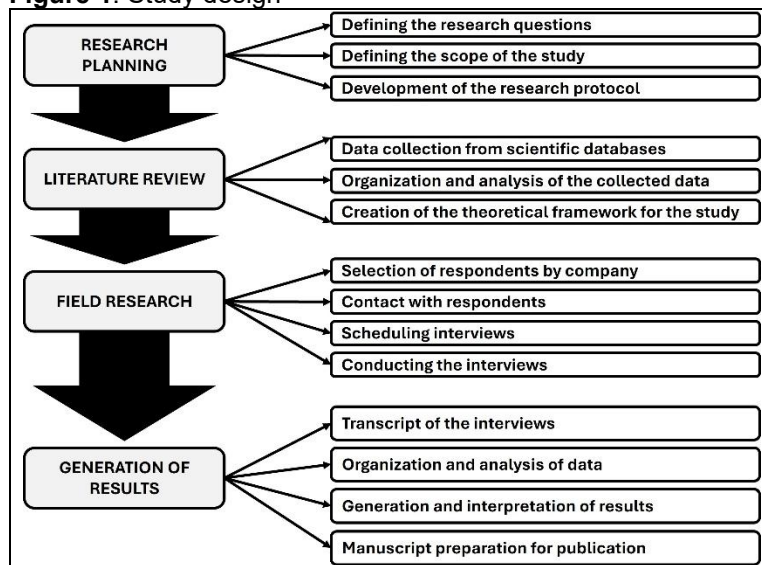 Figure 1. Study design
RESEARCH
PLANNING
Defining the research questions
Defining the scope of the study
Development of the research protocol
LITERATURE REVIEW
Data collection from scientific databases
Organization and analysis of the collected data
Creation of the theoretical framework for the study
FIELD RESEARCH
Selection of respondents by company
Contact with respondents
Scheduling interviews
Conducting the interviews
GENERATION OF
RESULTS
Transcript of the interviews
Organization and analysis of data
Generation and interpretation of results
Manuscript preparation for publication